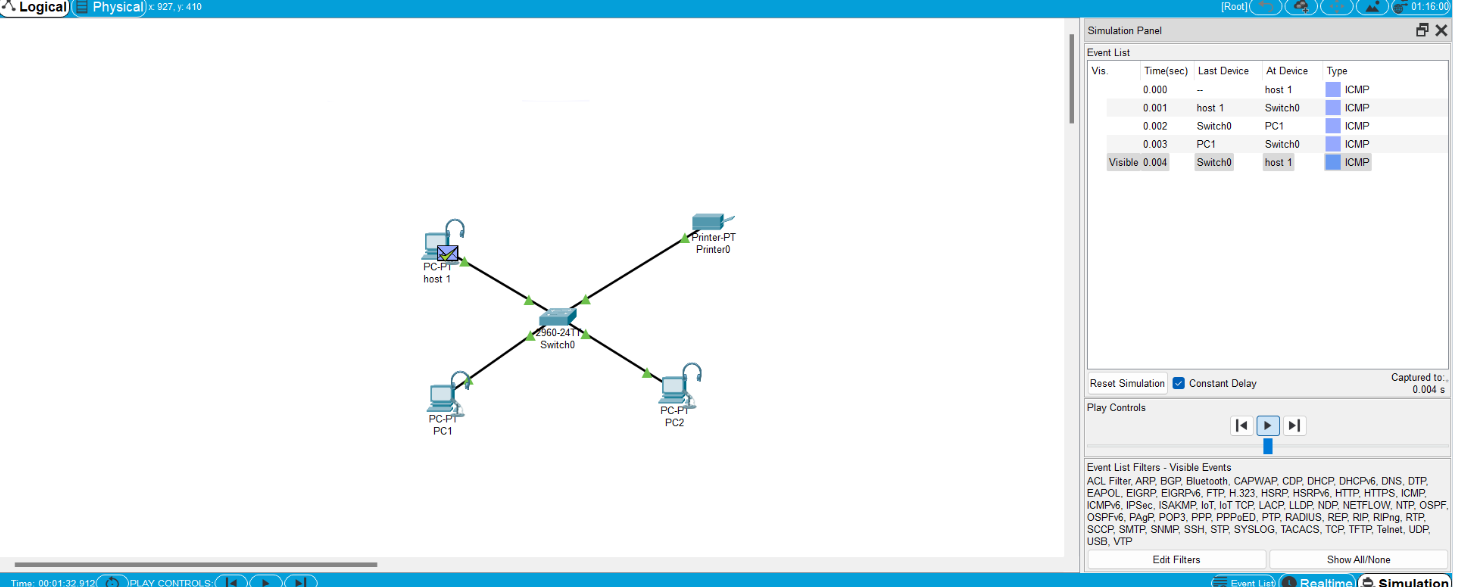 Logical Physical x: 927, y: 410 [Root] 01:16:00
Simulation Panel
Event List
Vis. Time(sec) Last Device At Device Type
0.000 -- host 1 ICMP
0.001 host 1 Switch0 ICMP
0.002 Switch0 PC1 ICMP
0.003 PC1 Switch0 ICMP
Visible 0.004 Switch0 host 1 ICMP
Printer-PT
Printer0
PC-PT
host 1
2960-24TT
Switch0
PC-PT
PC1
PC-PT
PC2
Reset Simulation Constant Delay
Captured to:
0.004 s
Play Controls
Event List Filters - Visible Events
ACL Filter, ARP, BGP, Bluetooth, CAPWAP, CDP, DHCP, DHCPv6, DNS, DTP,
EAPOL, EIGRP, EIGRPv6, FTP, H.323, HSRP, HSRPv6, HTTP, HTTPS, ICMP,
ICMPv6, IPSec, ISAKMP, IoT, IoT TCP, LACP, LLDP, NDP, NETFLOW, NTP, OSPF,
OSPFv6, PAgP, POP3, PPP, PPPoED, PTP, RADIUS, REP, RIP, RIPng, RTP,
SCCP, SMTP, SNMP, SSH, STP, SYSLOG, TACACS, TCP, TFTP, Telnet, UDP,
USB, VTP
Edit Filters Show All/None
Time: 00:01:32.912 PLAY CONTROLS: Event List Realtime Simulation